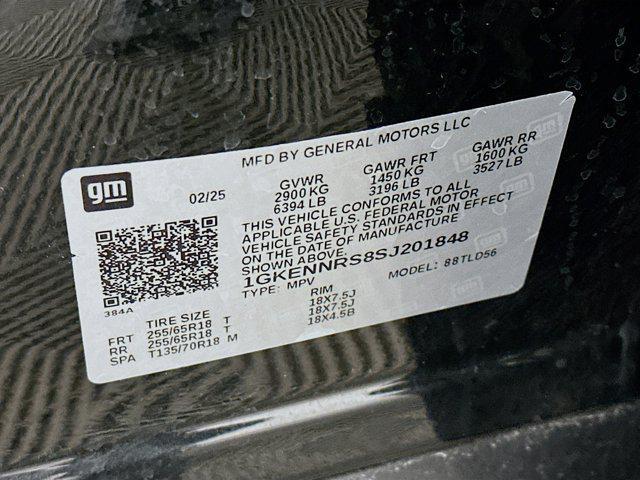 MFD BY GENERAL MOTORS LLC
gm 02/25 GVWR GAWR FRT GAWR RR
2900 KG 1450 KG 1600 KG
6394 LB 3196 LB 3527 LB
THIS VEHICLE CONFORMS TO ALL
APPLICABLE U.S. FEDERAL MOTOR
VEHICLE SAFETY STANDARDS IN EFFECT
ON THE DATE OF MANUFACTURE
SHOWN ABOVE.
1GKENNRS8SJ201848
TYPE: MPV MODEL: 88TLD56
384A
TIRE SIZE RIM
FRT 255/65R18 T 18X7.5J
RR 255/65R18 T 18X7.5J
SPA T135/70R18 M 18X4.5B